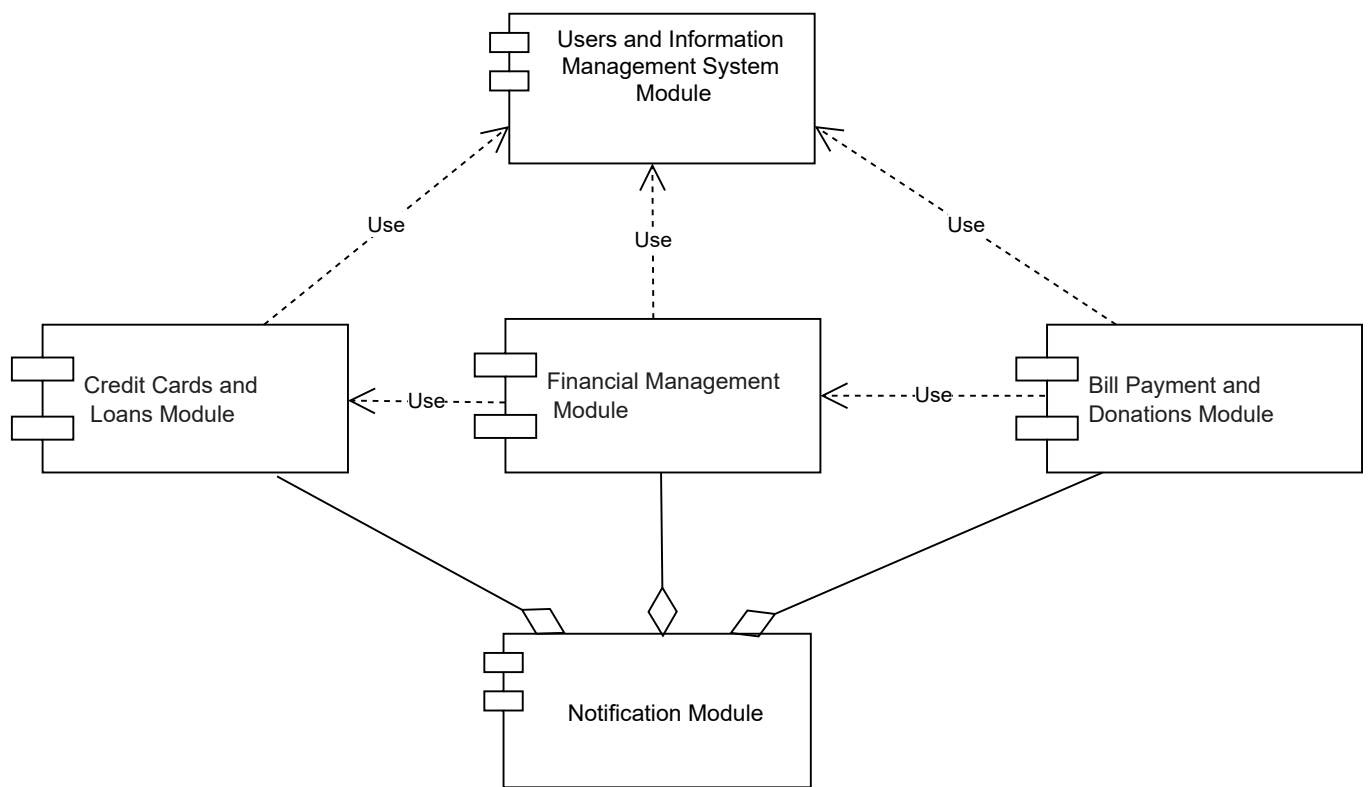 Users and Information
Management System
Module
Use
Use
Use
Credit Cards and
Loans Module
Use
Financial Management
Module
Use
Bill Payment and
Donations Module
Notification Module